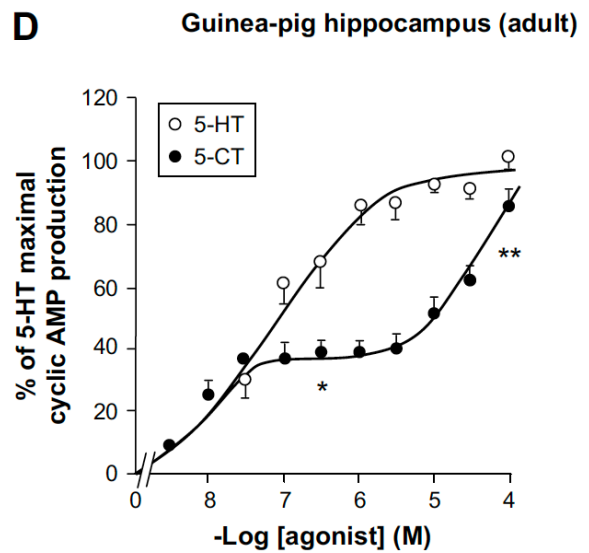 D
Guinea-pig hippocampus (adult)
120
100
80
60
40
20
0
% of 5-HT maximal
cyclic AMP production
5-HT
5-CT
*
**
0 8 7 6 5 4
-Log [agonist] (M)